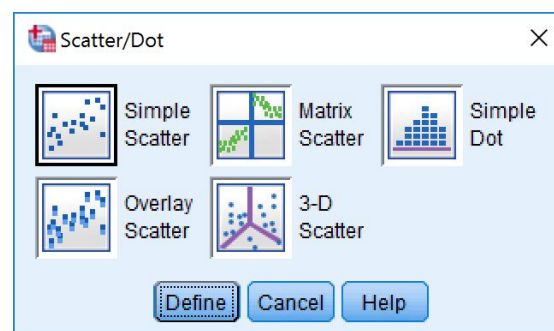 Scatter/Dot
Simple
Scatter
Matrix
Scatter
Simple
Dot
Overlay
Scatter
3-D
Scatter
Define
Cancel
Help